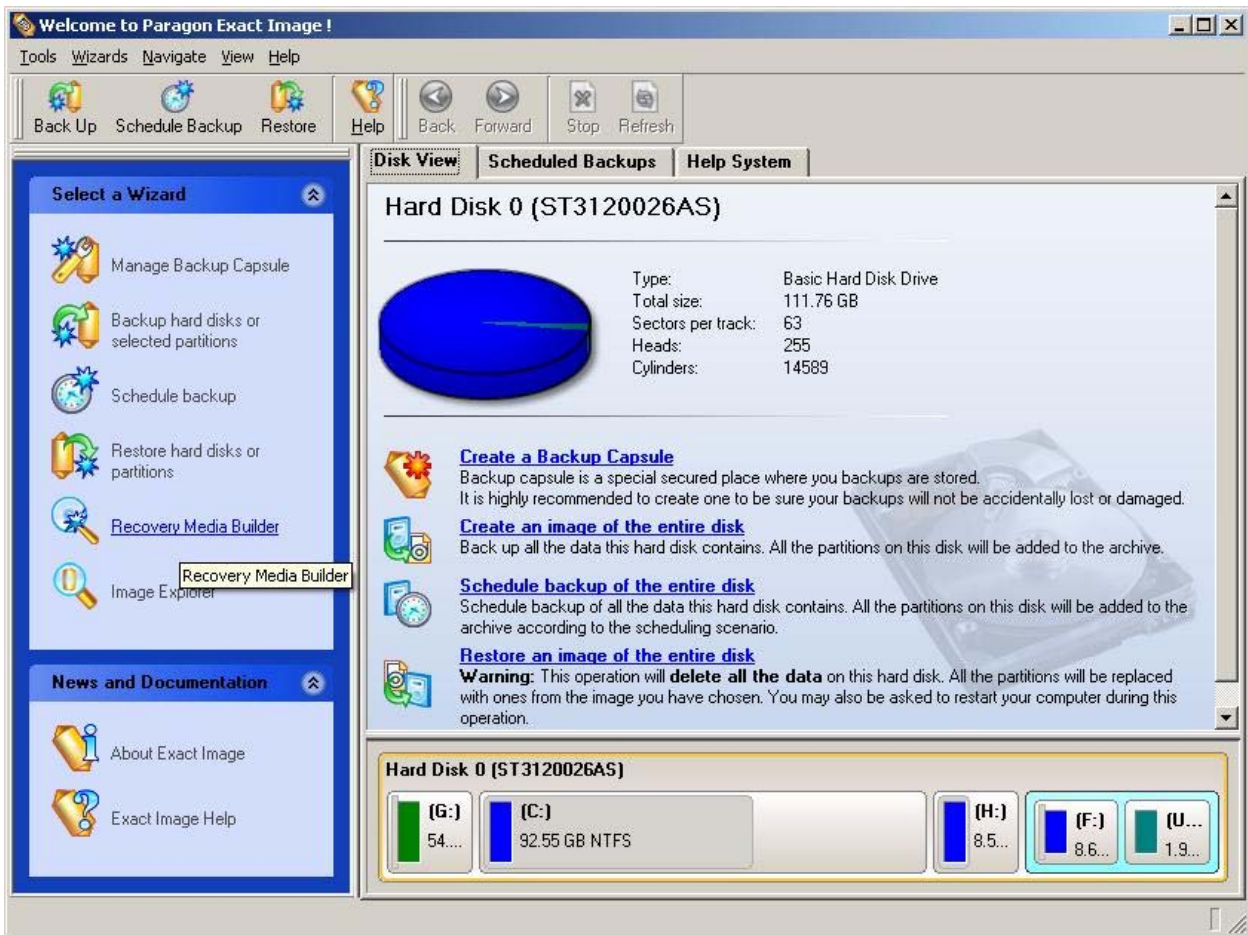 Welcome to Paragon Exact Image !
Tools Wizards Navigate View Help
Back Up Schedule Backup Restore Help Back Forward Stop Refresh
Disk View Scheduled Backups Help System
Select a Wizard
Manage Backup Capsule
Backup hard disks or
selected partitions
Schedule backup
Restore hard disks or
partitions
Recovery Media Builder
Recovery Media Builder
Image Explorer
News and Documentation
About Exact Image
Exact Image Help
Hard Disk 0 (ST3120026AS)
Type: Basic Hard Disk Drive
Total size: 111.76 GB
Sectors per track: 63
Heads: 255
Cylinders: 14589
Create a Backup Capsule
Backup capsule is a special secured place where you backups are stored.
It is highly recommended to create one to be sure your backups will not be accidentally lost or damaged.
Create an image of the entire disk
Back up all the data this hard disk contains. All the partitions on this disk will be added to the archive.
Schedule backup of the entire disk
Schedule backup of all the data this hard disk contains. All the partitions on this disk will be added to the
archive according to the scheduling scenario.
Restore an image of the entire disk
Warning: This operation will delete all the data on this hard disk. All the partitions will be replaced
with ones from the image you have chosen. You may also be asked to restart your computer during this
operation.
Hard Disk 0 (ST3120026AS)
(G:) (C:) (H:) (F:) (U...
54.... 92.55 GB NTFS 8.5... 8.6... 1.9...